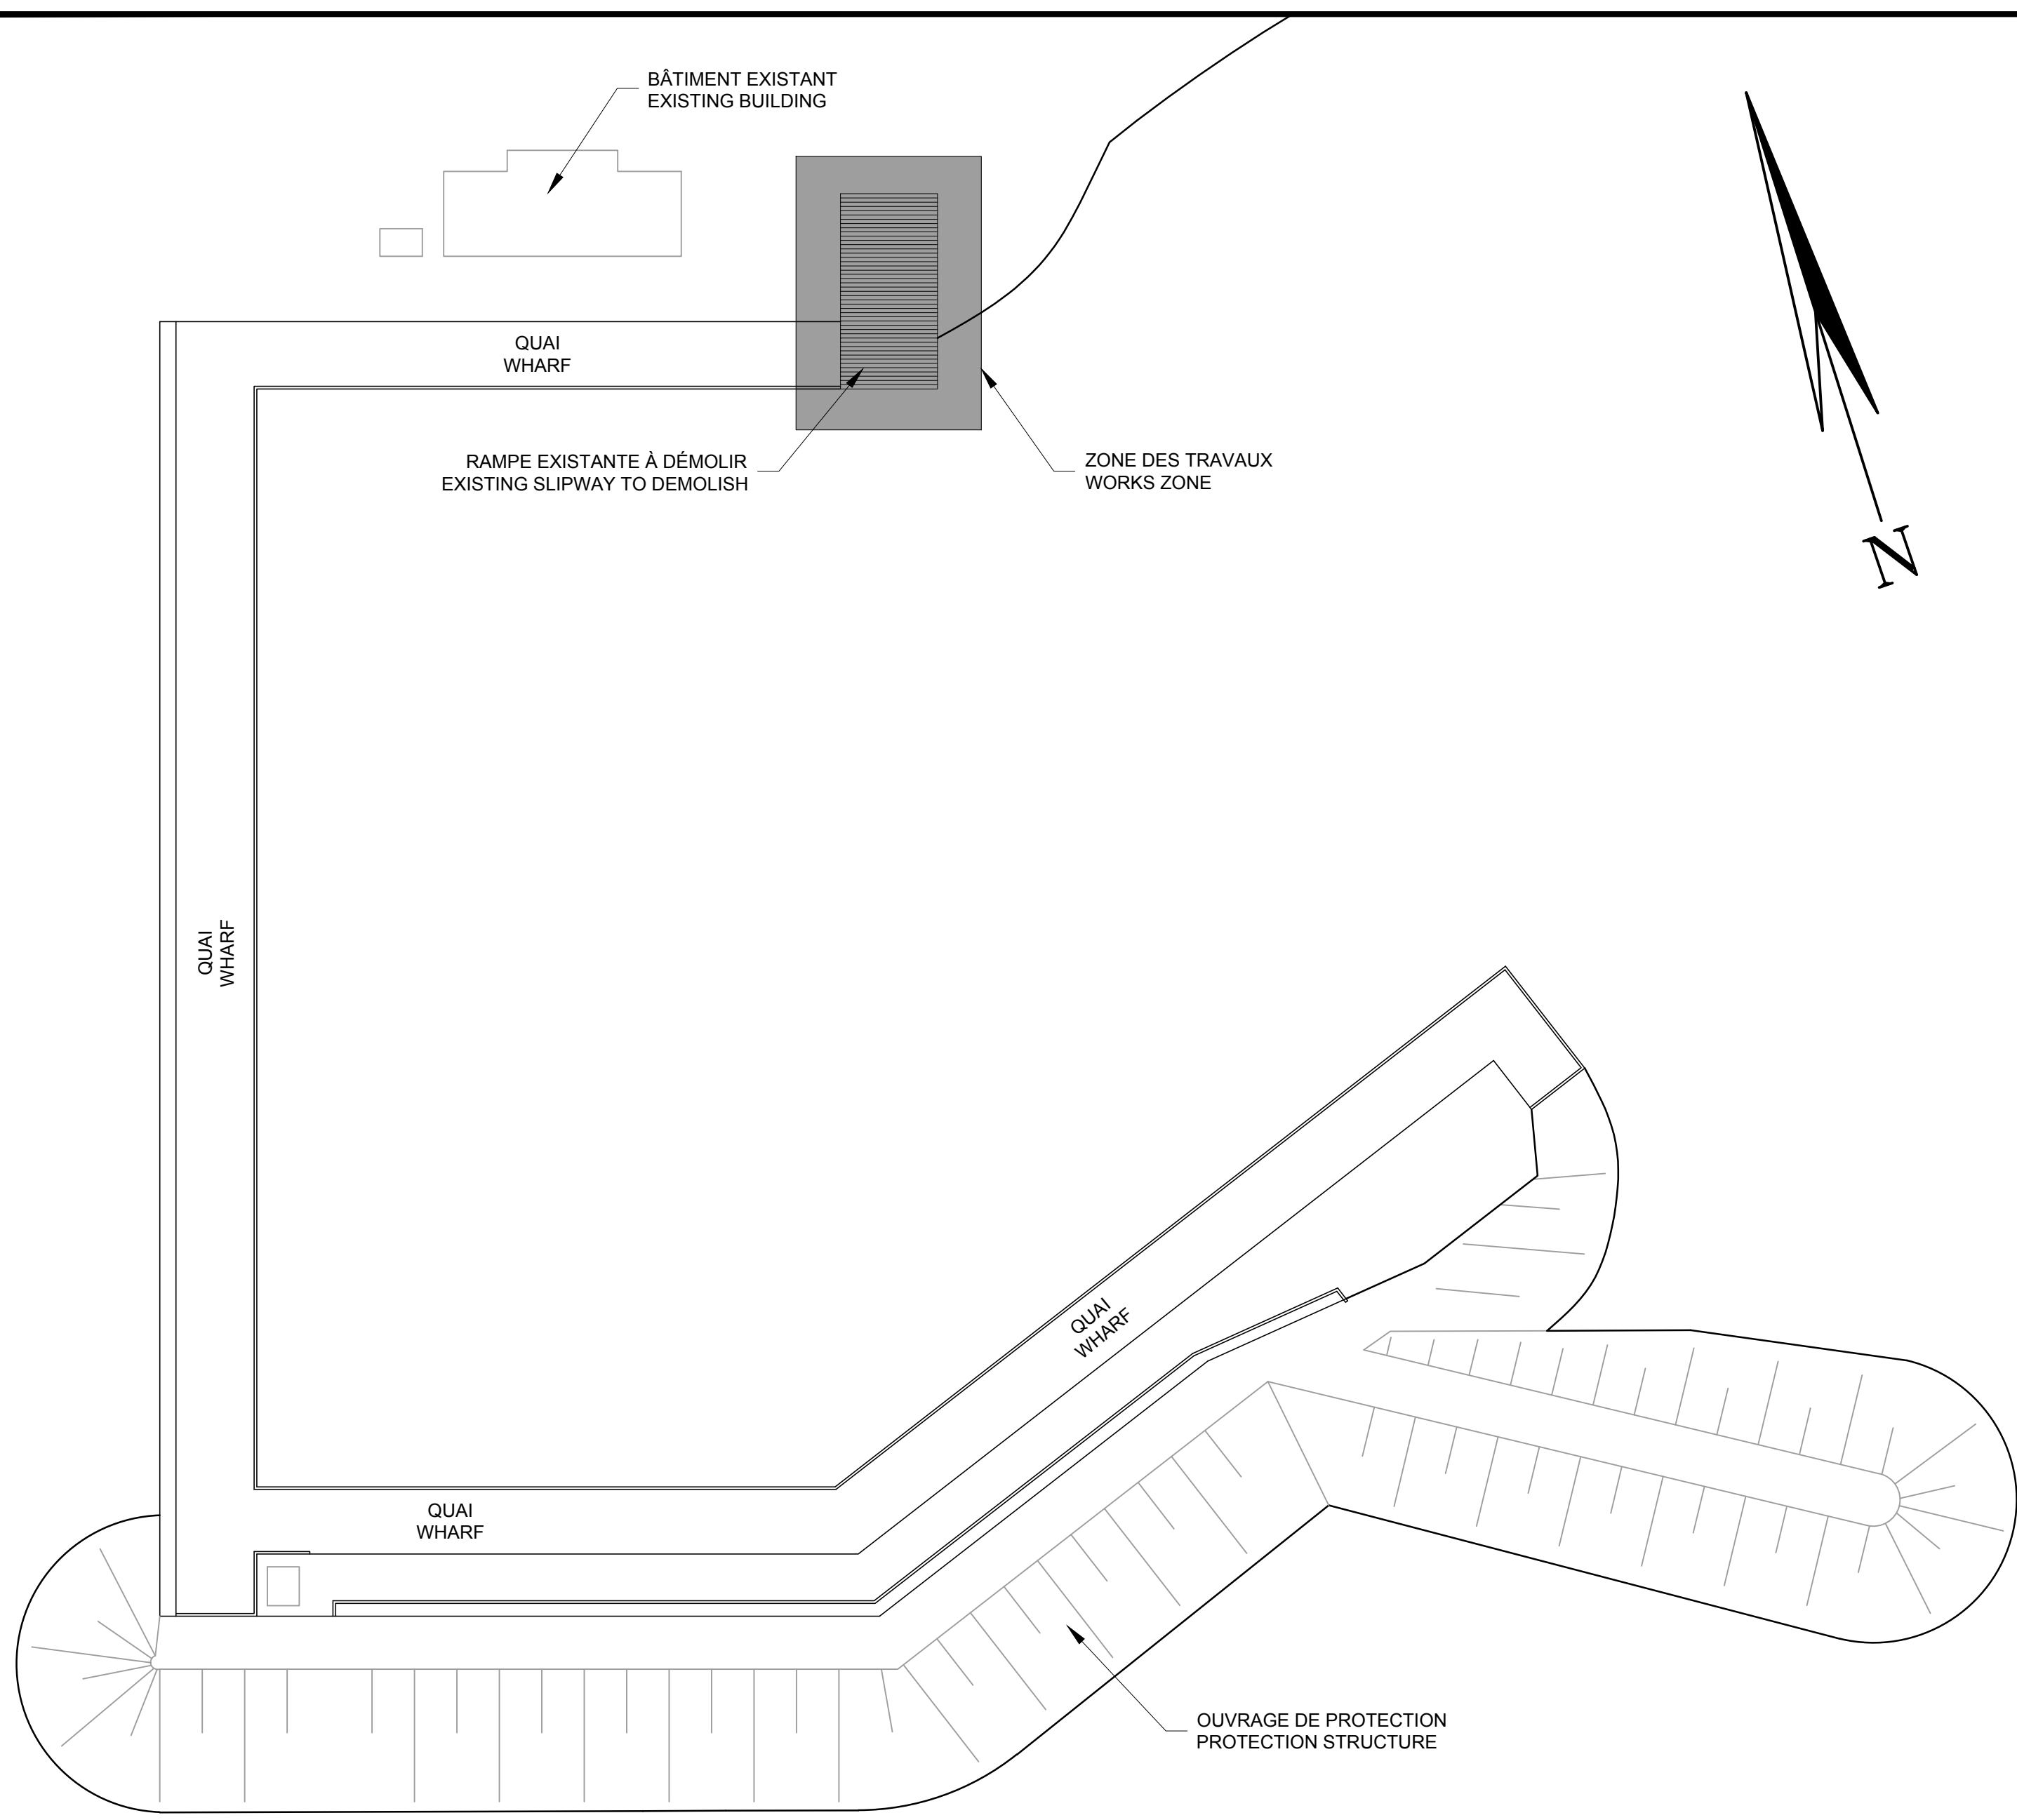 BÂTIMENT EXISTANT
EXISTING BUILDING
QUAI
WHARF
RAMPE EXISTANTE À DÉMOLIR
EXISTING SLIPWAY TO DEMOLISH
ZONE DES TRAVAUX
WORKS ZONE
N
QUAI
WHARF
QUAI
WHARF
QUAI
WHARF
OUVRAGE DE PROTECTION
PROTECTION STRUCTURE